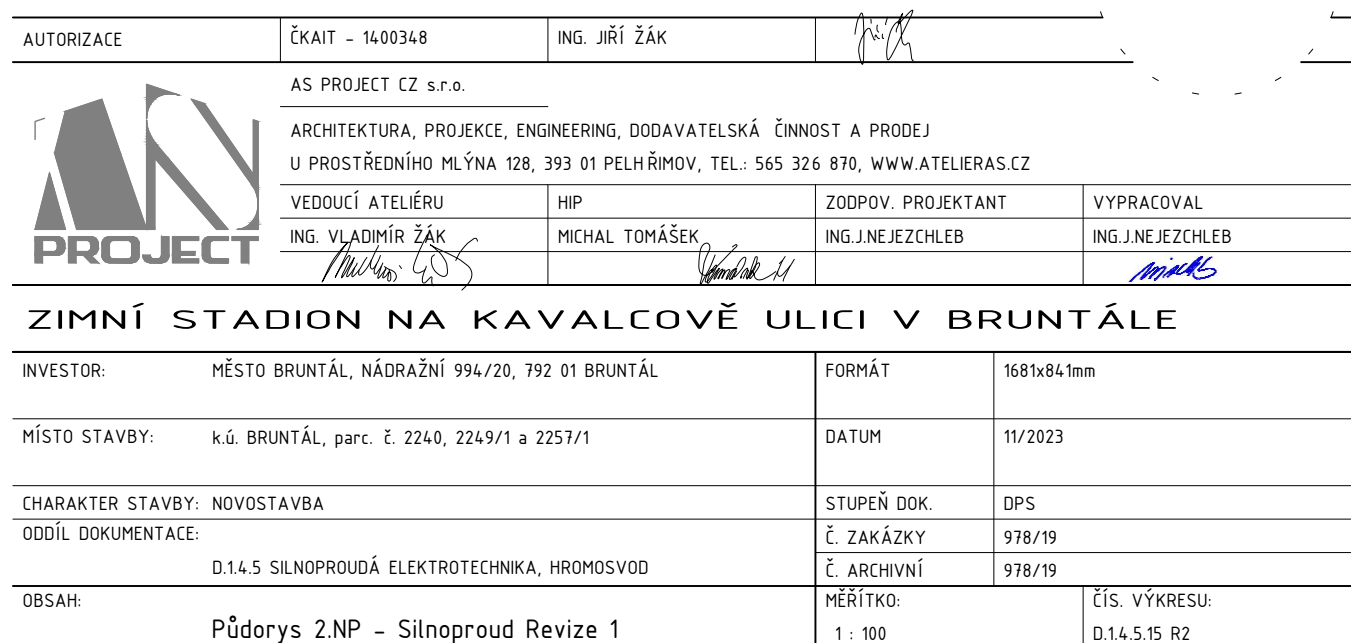 AUTORIZACE ČKAIT - 1400348 ING. JIŘÍ ŽÁK
AS PROJECT CZ s.r.o.
ARCHITEKTURA, PROJEKCE, ENGINEERING, DODAVATELSKÁ ČINNOST A PRODEJ
U PROSTŘEDNÍHO MLÝNA 128, 393 01 PELHŘIMOV, TEL.: 565 326 870, WWW.ATELIERAS.CZ
PROJECT
VEDOUCÍ ATELIÉRU HIP ZODPOV. PROJEKTANT VYPRACOVAL
ING. VLADIMÍR ŽÁK MICHAL TOMÁŠEK ING.J.NEJEZCHLEB ING.J.NEJEZCHLEB
ZIMNÍ STADION NA KAVALCOVĚ ULICI V BRUNTÁLE
INVESTOR: MĚSTO BRUNTÁL, NÁDRAŽNÍ 994/20, 792 01 BRUNTÁL FORMÁT 1681x841mm
MÍSTO STAVBY: k.ú. BRUNTÁL, parc. č. 2240, 2249/1 a 2257/1 DATUM 11/2023
CHARAKTER STAVBY: NOVOSTAVBA STUPEŇ DOK. DPS
ODDÍL DOKUMENTACE: Č. ZAKÁZKY 978/19
D.1.4.5 SILNOPROUDÁ ELEKTROTECHNIKA, HROMOSVOD Č. ARCHIVNÍ 978/19
OBSAH: MĚŘÍTKO: ČÍS. VÝKRESU:
Půdorys 2.NP - Silnoproud Revize 1 1 : 100 D.1.4.5.15 R2